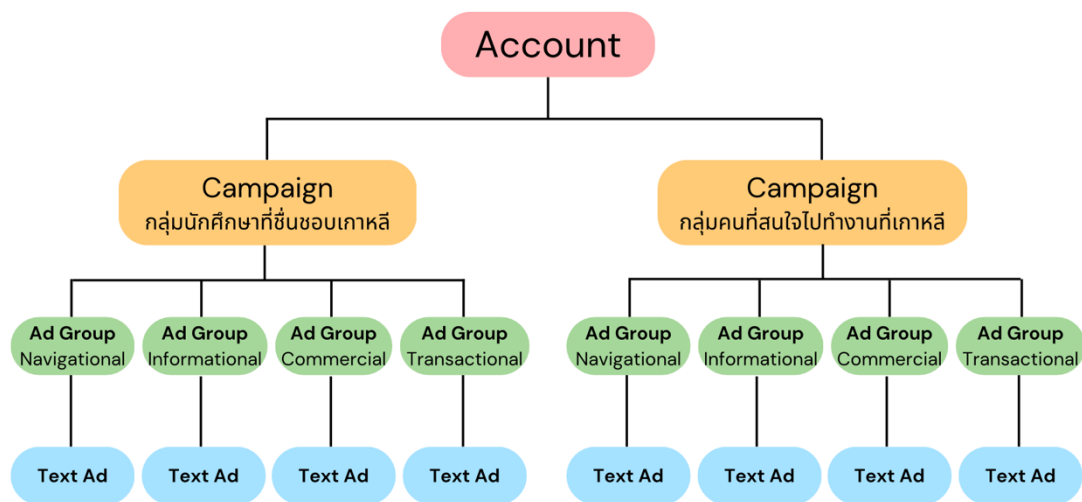 Account
Campaign
กลุ่มนักศึกษาที่ชื่นชอบเกาหลี
Campaign
กลุ่มคนที่สนใจไปทำงานที่เกาหลี
Ad Group
Navigational
Ad Group
Informational
Ad Group
Commercial
Ad Group
Transactional
Ad Group
Navigational
Ad Group
Informational
Ad Group
Commercial
Ad Group
Transactional
Text Ad
Text Ad
Text Ad
Text Ad
Text Ad
Text Ad
Text Ad
Text Ad